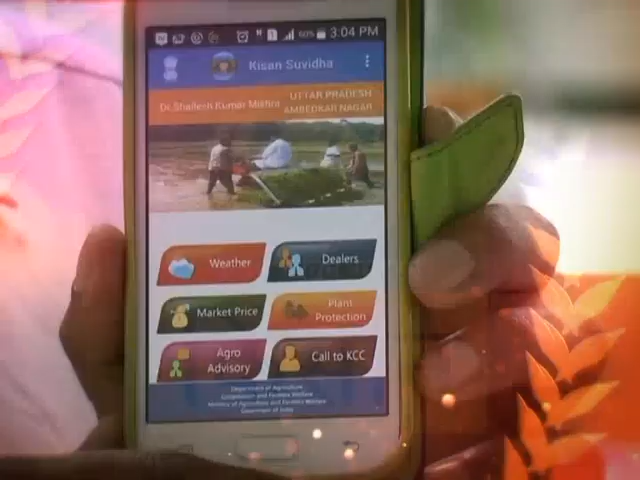 60% 3:04 PM
Kisan Suvidha
Dr.Shailesh Kumar Mishra
UTTAR PRADESH
AMBEDKAR NAGAR
Weather
Dealers
Market Price
Plant
Protection
Agro
Advisory
Call to KCC
Department of Agriculture
Cooperation and Farmers Welfare
Ministry of Agriculture and Farmers Welfare
Government of India